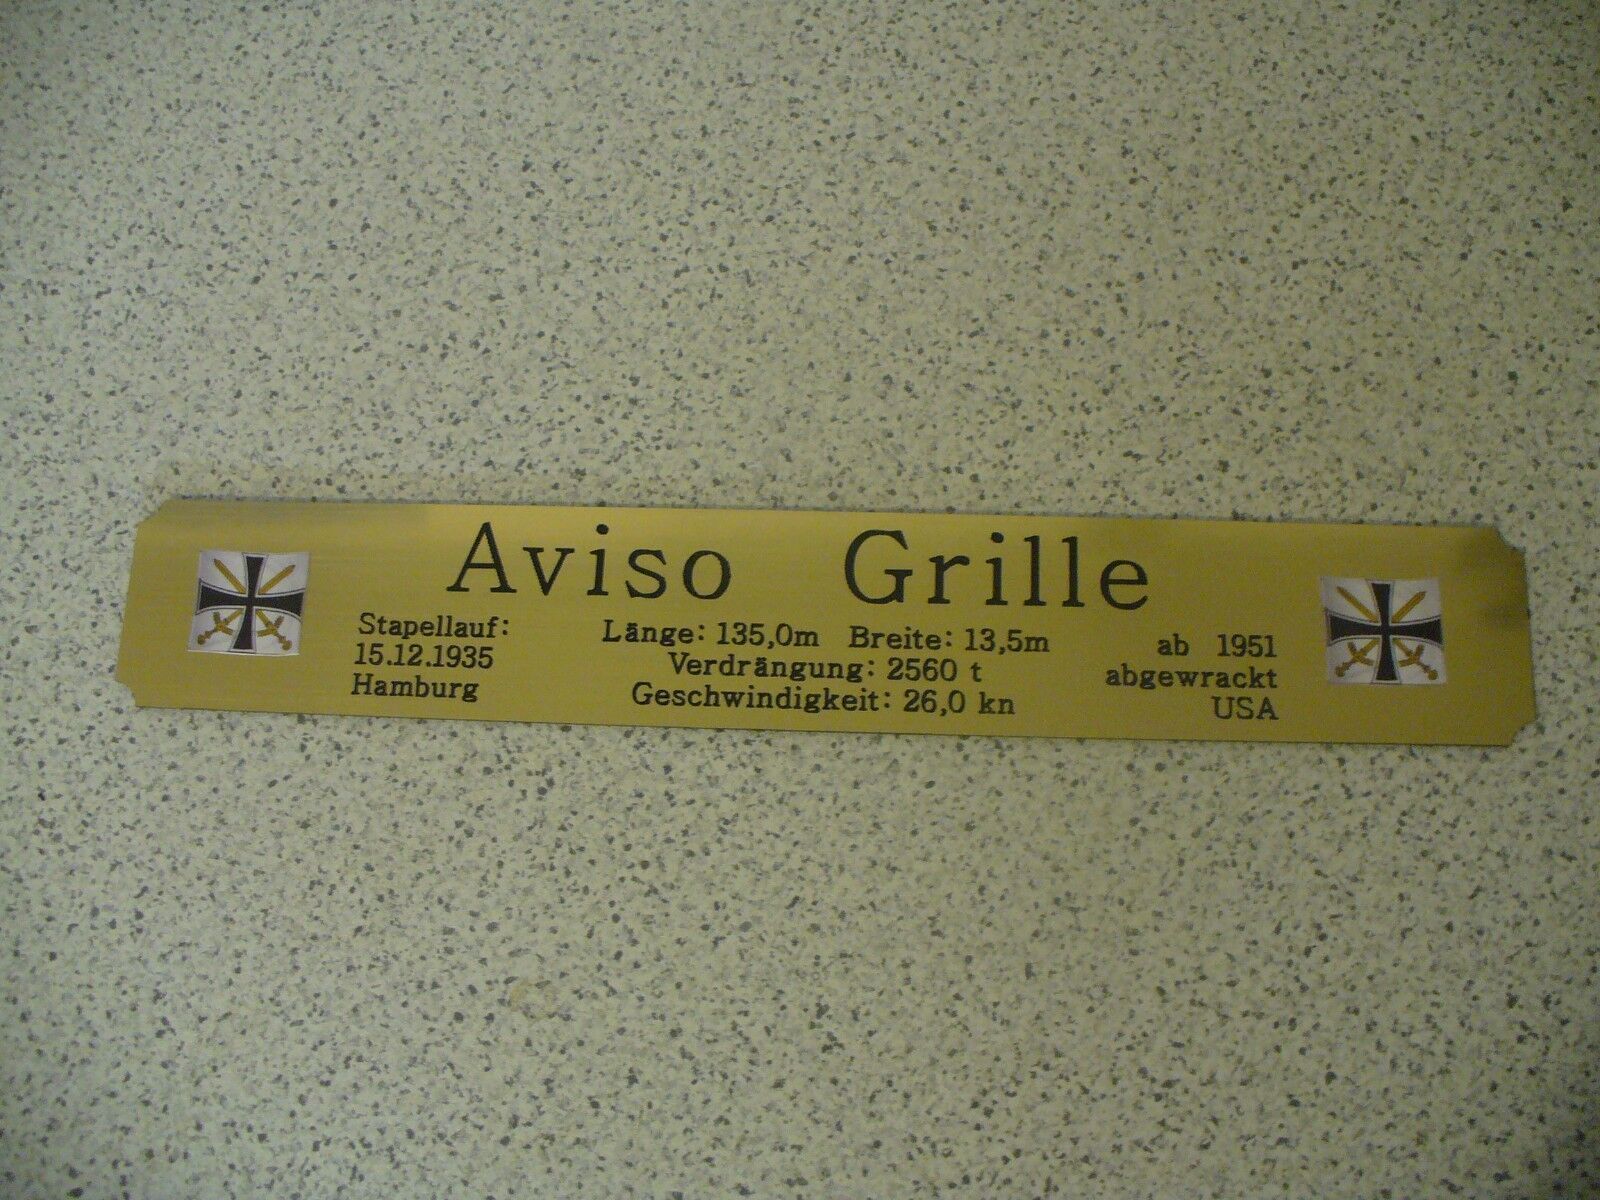 Aviso Grille
Stapellauf:
15.12.1935
Hamburg
Länge: 135,0m Breite: 13,5m
Verdrängung: 2560 t
Geschwindigkeit: 26,0 kn
ab 1951
abgewrackt
USA